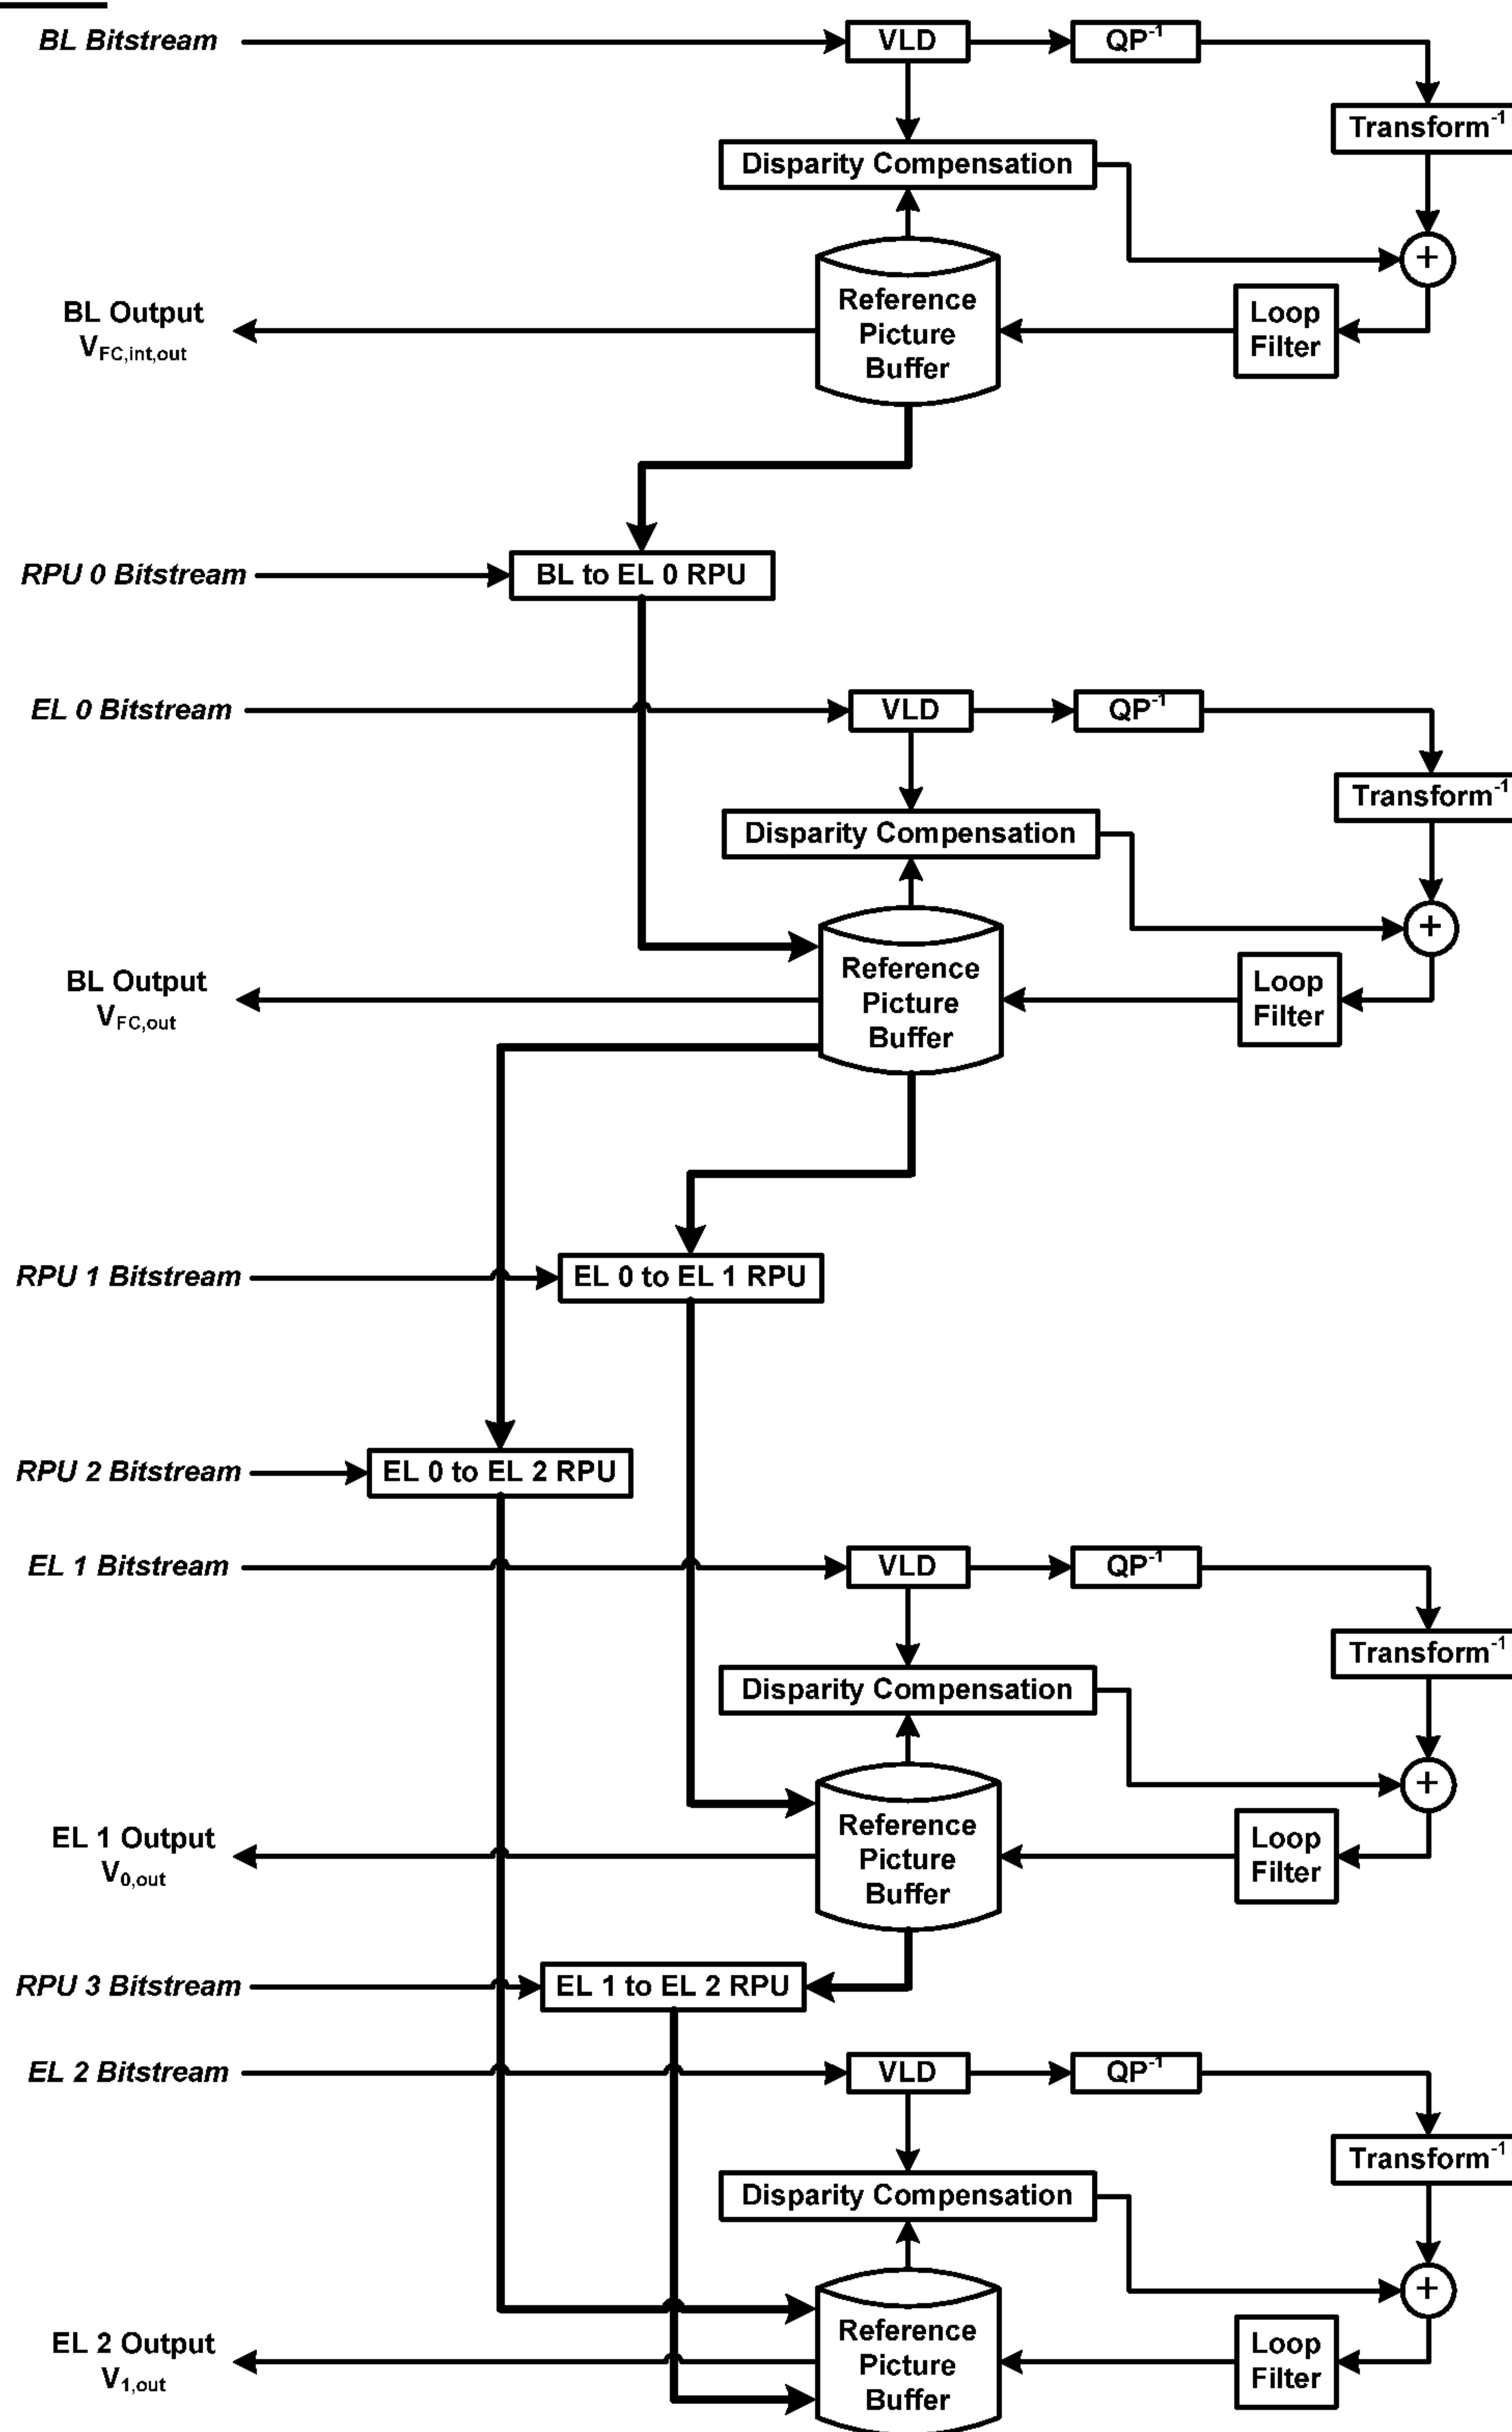 BL Bitstream
VLD
QP-1
Transform-1
Disparity Compensation
+
BL Output
VFC,int,out
Reference
Picture
Buffer
Loop
Filter
RPU 0 Bitstream
BL to EL 0 RPU
EL 0 Bitstream
VLD
QP-1
Transform-1
Disparity Compensation
+
BL Output
VFC,out
Reference
Picture
Buffer
Loop
Filter
RPU 1 Bitstream
EL 0 to EL 1 RPU
RPU 2 Bitstream
EL 0 to EL 2 RPU
EL 1 Bitstream
VLD
QP-1
Transform-1
Disparity Compensation
+
EL 1 Output
V0,out
Reference
Picture
Buffer
Loop
Filter
RPU 3 Bitstream
EL 1 to EL 2 RPU
EL 2 Bitstream
VLD
QP-1
Transform-1
Disparity Compensation
+
EL 2 Output
V1,out
Reference
Picture
Buffer
Loop
Filter